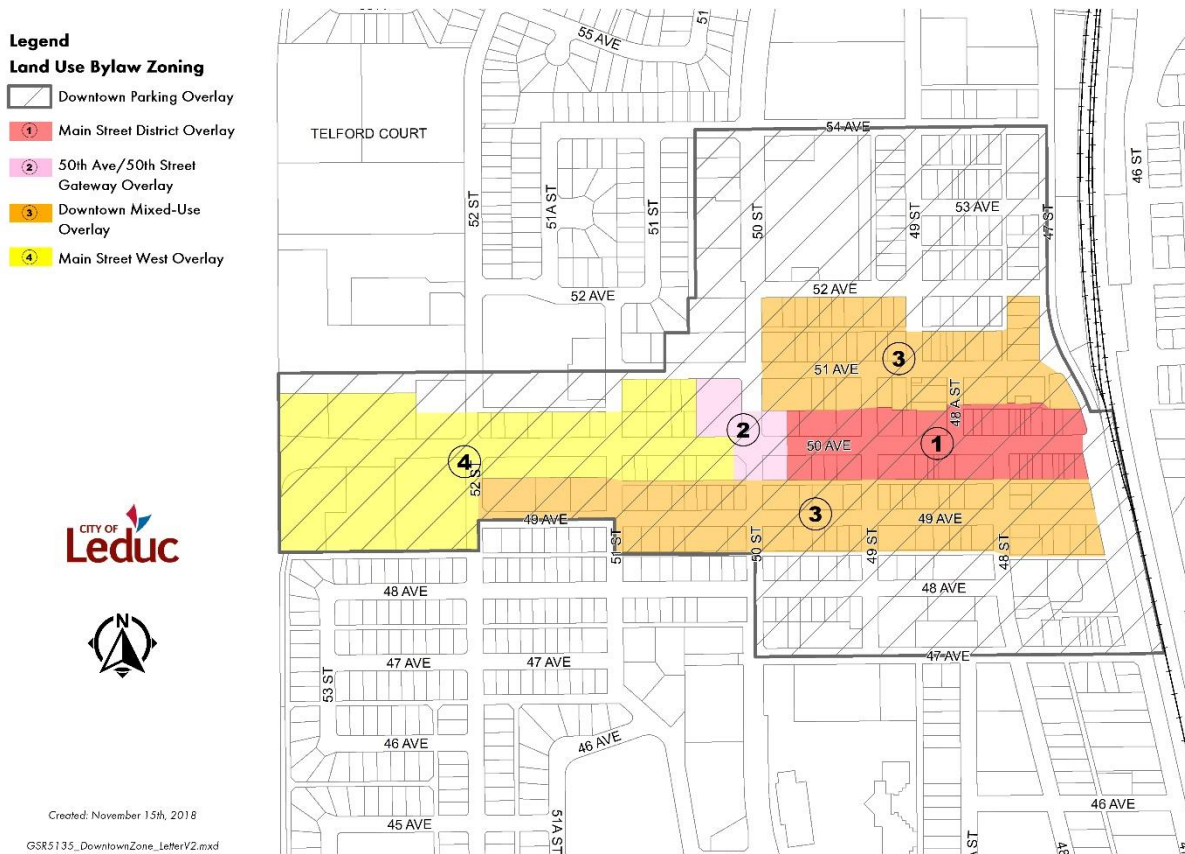 Legend
Land Use Bylaw Zoning
Downtown Parking Overlay
1 Main Street District Overlay
2 50th Ave/50th Street
Gateway Overlay
3 Downtown Mixed-Use
Overlay
4 Main Street West Overlay
CITY OF
Leduc
N
Created: November 15th, 2018
GSR5135_DowntownZone_LetterV2.mxd
55 AVE
51
TELFORD COURT
54 AVE
46 ST
52 ST
51A ST
51 ST
50 ST
49 ST
53 AVE
47 ST
52 AVE
52 AVE
3
51 AVE
48 A ST
2
50 AVE
1
4
52 ST
3
49 AVE
49 AVE
51 ST
50 ST
49 ST
48 ST
48 AVE
48 AVE
47 AVE
47 AVE
47 AVE
53 ST
46 AVE
46 AVE
46 AVE
45 AVE
51A ST
A ST
48
48